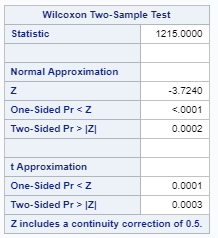 Wilcoxon Two-Sample Test
Statistic 1215.0000
Normal Approximation
Z -3.7240
One-Sided Pr < Z <.0001
Two-Sided Pr > |Z| 0.0002
t Approximation
One-Sided Pr < Z 0.0001
Two-Sided Pr > |Z| 0.0003
Z includes a continuity correction of 0.5.